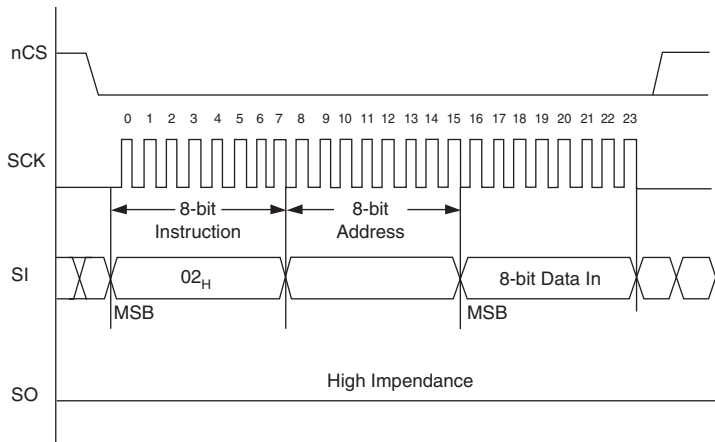 nCS
0 1 2 3 4 5 6 7 8 9 10 11 12 13 14 15 16 17 18 19 20 21 22 23
SCK
8-bit
Instruction
8-bit
Address
SI
02H
8-bit Data In
MSB
MSB
High Impendance
SO